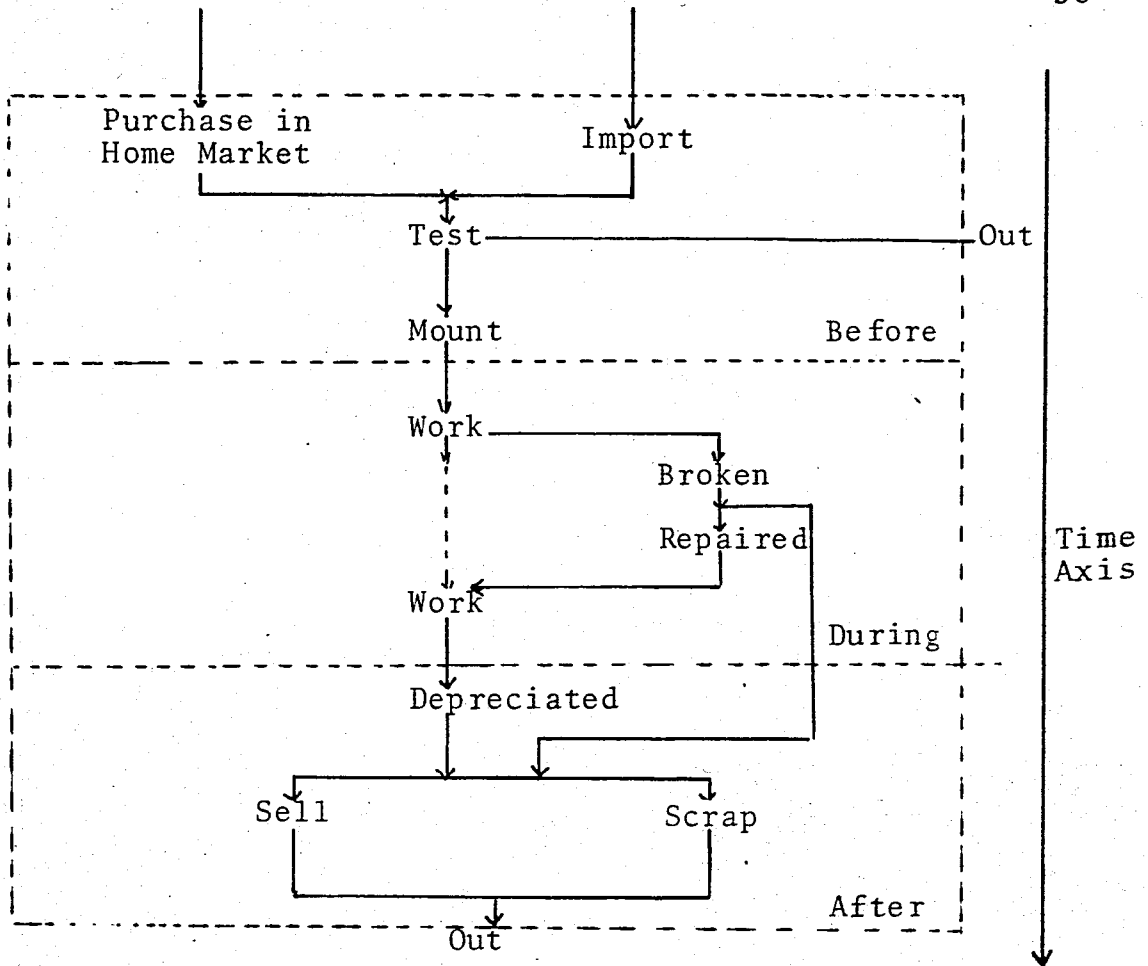 Purchase in
Home Market
Import
Test
Out
Mount
Before
Work
Broken
Repaired
Time
Axis
Work
During
Depreciated
Sell
Scrap
After
Out